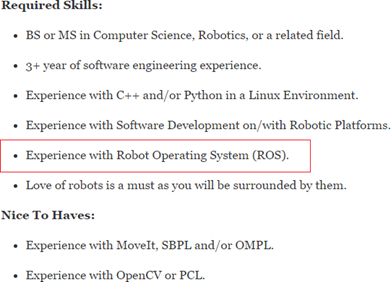 Required Skills:
BS or MS in Computer Science, Robotics, or a related field.
3+ year of software engineering experience.
Experience with C++ and/or Python in a Linux Environment.
Experience with Software Development on/with Robotic Platforms.
Experience with Robot Operating System (ROS).
Love of robots is a must as you will be surrounded by them.
Nice To Haves:
Experience with MoveIt, SBPL and/or OMPL.
Experience with OpenCV or PCL.